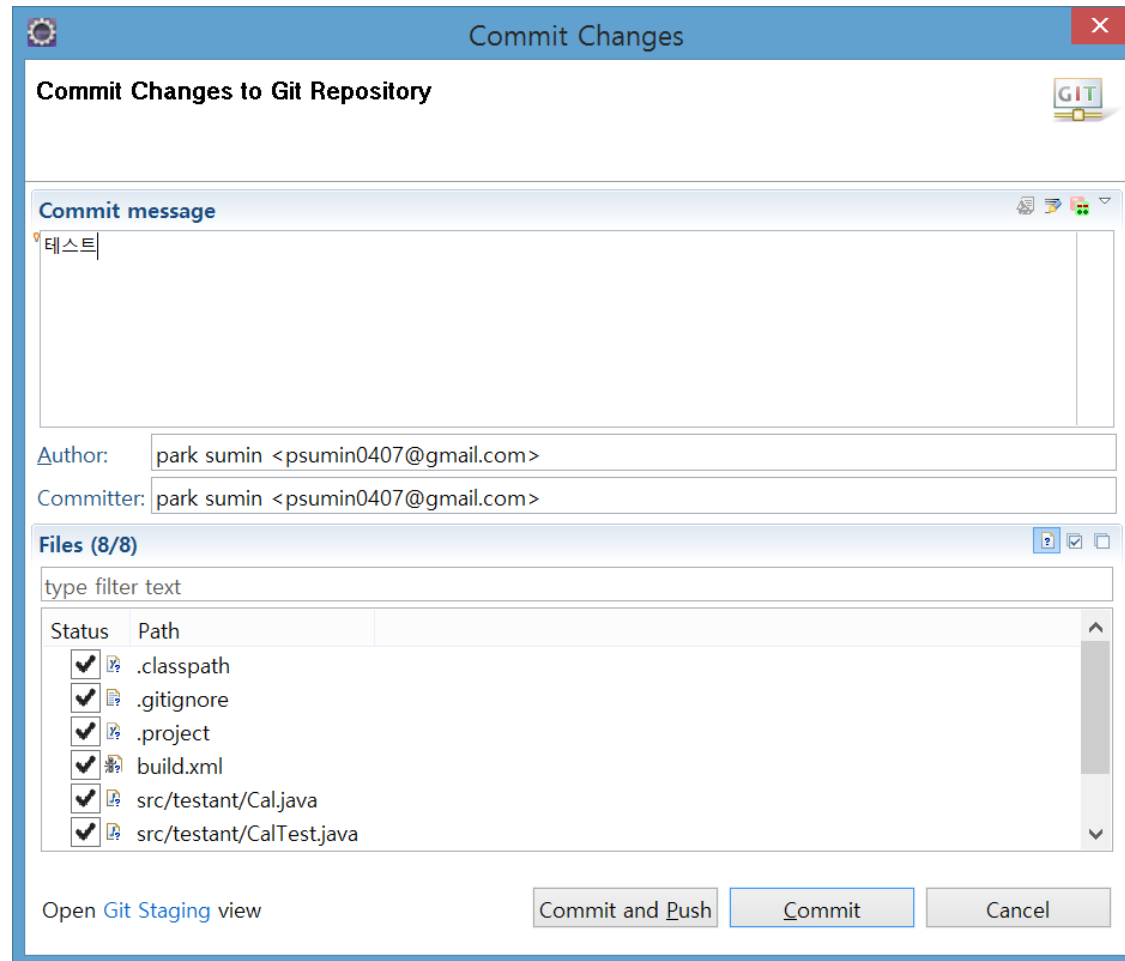 Commit Changes
Commit Changes to Git Repository
GIT
Commit message
테스트
Author: park sumin <psumin0407@gmail.com>
Committer: park sumin <psumin0407@gmail.com>
Files (8/8)
type filter text
Status Path
.classpath
.gitignore
.project
build.xml
src/testant/Cal.java
src/testant/CalTest.java
Open Git Staging view Commit and Push Commit Cancel